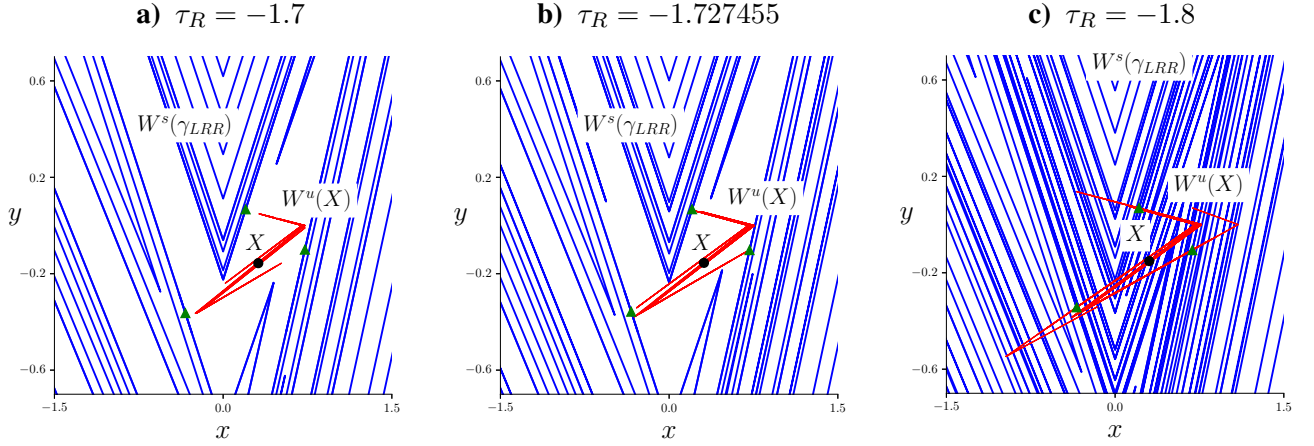 a) τ_R = −1.7
0.6
0.2
−0.2
−0.6
−1.5
0.0
1.5
y
x
W^s(γ_LRR)
W^u(X)
X
b) τ_R = −1.727455
0.6
0.2
−0.2
−0.6
−1.5
0.0
1.5
y
x
W^s(γ_LRR)
W^u(X)
X
c) τ_R = −1.8
0.6
0.2
−0.2
−0.6
−1.5
0.0
1.5
y
x
W^s(γ_LRR)
W^u(X)
X